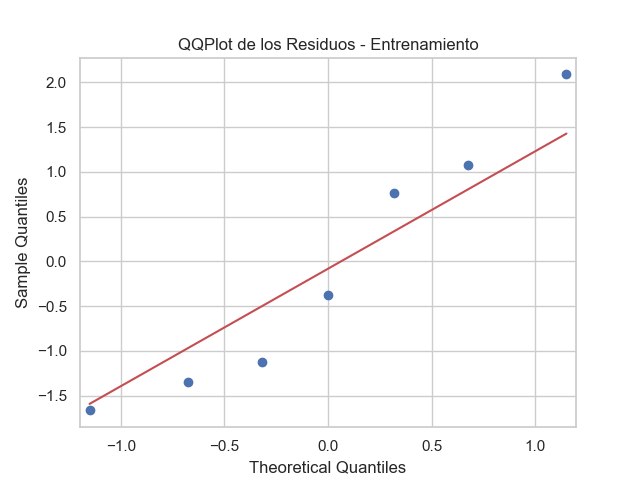 QQPlot de los Residuos - Entrenamiento
2.0
1.5
1.0
0.5
0.0
−0.5
−1.0
−1.5
Sample Quantiles
−1.0 −0.5 0.0 0.5 1.0
Theoretical Quantiles